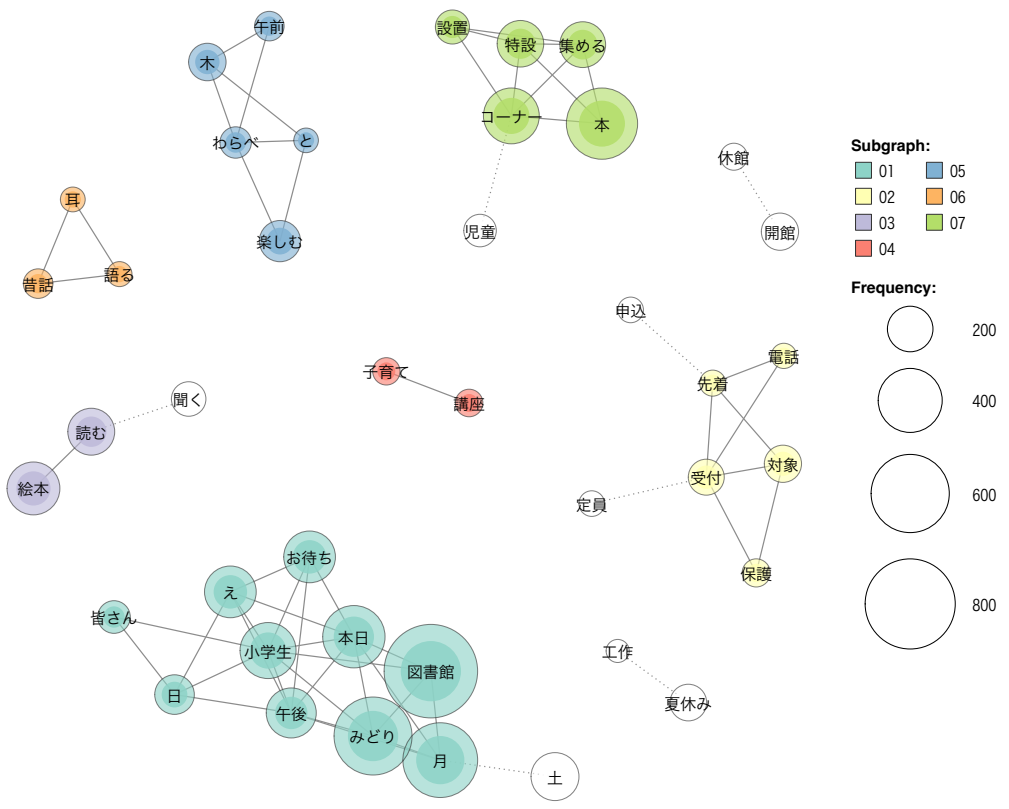 午前
木
わらべ
と
楽しむ
設置
特設
集める
コーナー
本
児童
休館
開館
耳
昔話
語る
申込
電話
先着
対象
受付
定員
保護
子育て
講座
聞く
読む
絵本
お待ち
え
皆さん
本日
小学生
図書館
日
午後
みどり
月
土
工作
夏休み
Subgraph:
01 05
02 06
03 07
04
Frequency:
200
400
600
800